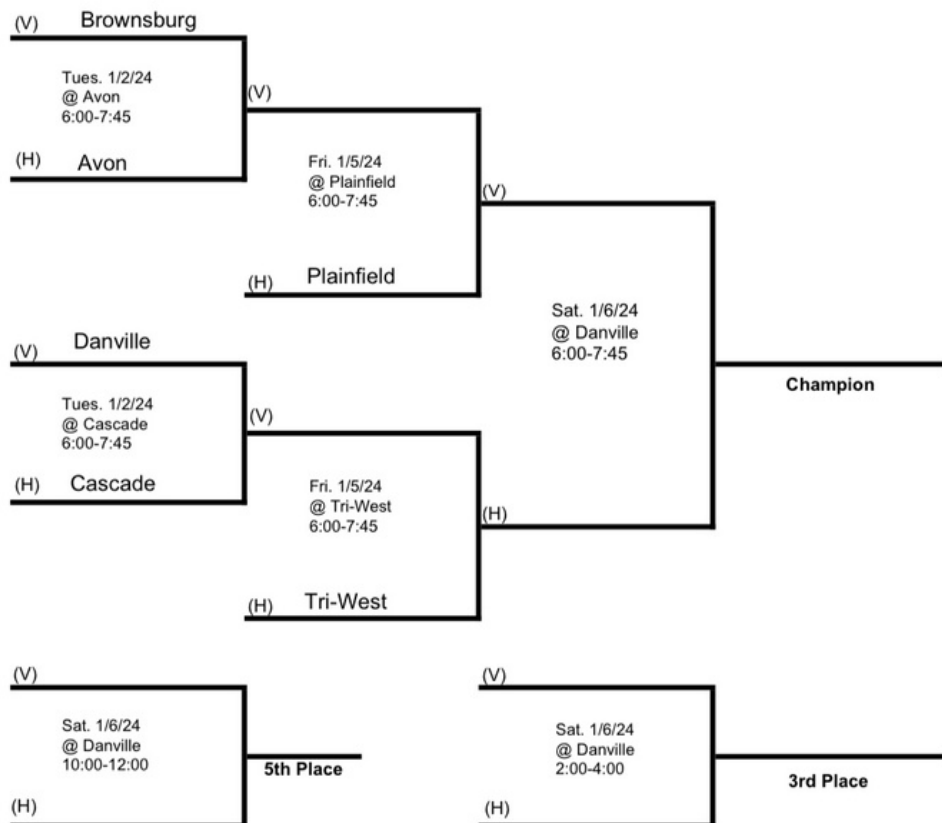 (V) Brownsburg
Tues. 1/2/24
@ Avon
6:00-7:45
(H) Avon
(V)
Fri. 1/5/24
@ Plainfield
6:00-7:45
(H) Plainfield
(V)
Sat. 1/6/24
@ Danville
6:00-7:45
Champion
(V) Danville
Tues. 1/2/24
@ Cascade
6:00-7:45
(H) Cascade
(V)
Fri. 1/5/24
@ Tri-West
6:00-7:45
(H) Tri-West
(H)
(V)
Sat. 1/6/24
@ Danville
10:00-12:00
(H)
5th Place
(V)
Sat. 1/6/24
@ Danville
2:00-4:00
(H)
3rd Place